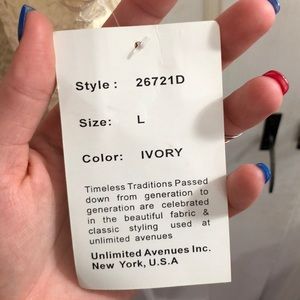 Style : 26721D
Size: L
Color: IVORY
Timeless Traditions Passed
down from generation to
generation are celebrated
in the beautiful fabric &
classic styling used at
unlimited avenues
Unlimited Avenues Inc.
New York, U.S.A